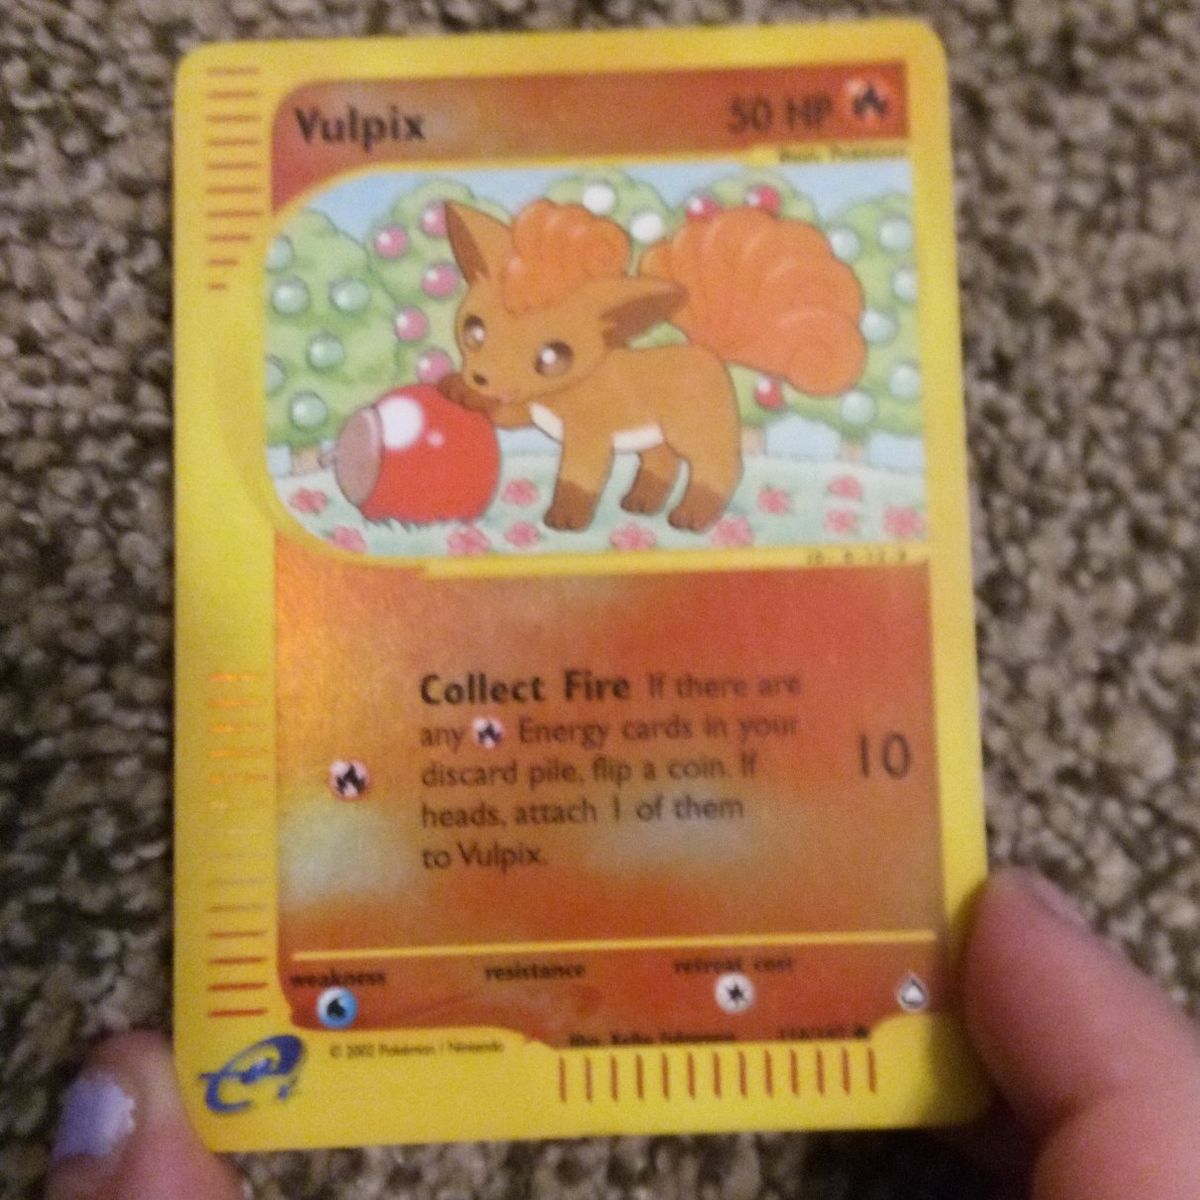 Vulpix
50 HP
Basic Pokémon
Collect Fire If there are
any Energy cards in your
discard pile, flip a coin. If
heads, attach 1 of them
to Vulpix.
10
weakness
resistance
retreat cost
© 2002 Pokémon / Nintendo
Illus.
e